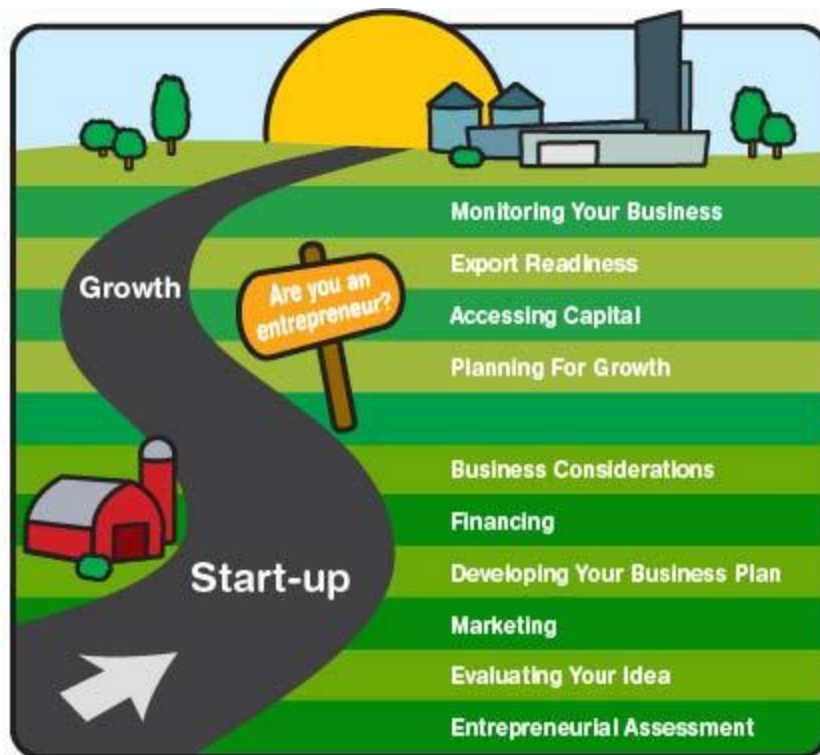 Monitoring Your Business
Growth
Are you an
entrepreneur?
Export Readiness
Accessing Capital
Planning For Growth
Business Considerations
Financing
Start-up
Developing Your Business Plan
Marketing
Evaluating Your Idea
Entrepreneurial Assessment